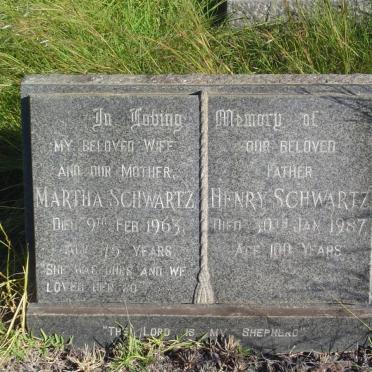 In Loving Memory of
MY BELOVED WIFE
AND OUR MOTHER,
MARTHA SCHWARTZ
DIED 9TH FEB 1963.
AGE 75 YEARS
"SHE WAS OURS AND WE
LOVED HER SO"
OUR BELOVED
FATHER
HENRY SCHWARTZ
DIED 30TH JAN 1987
AGE 100 YEARS
"THE LORD IS MY SHEPHERD"